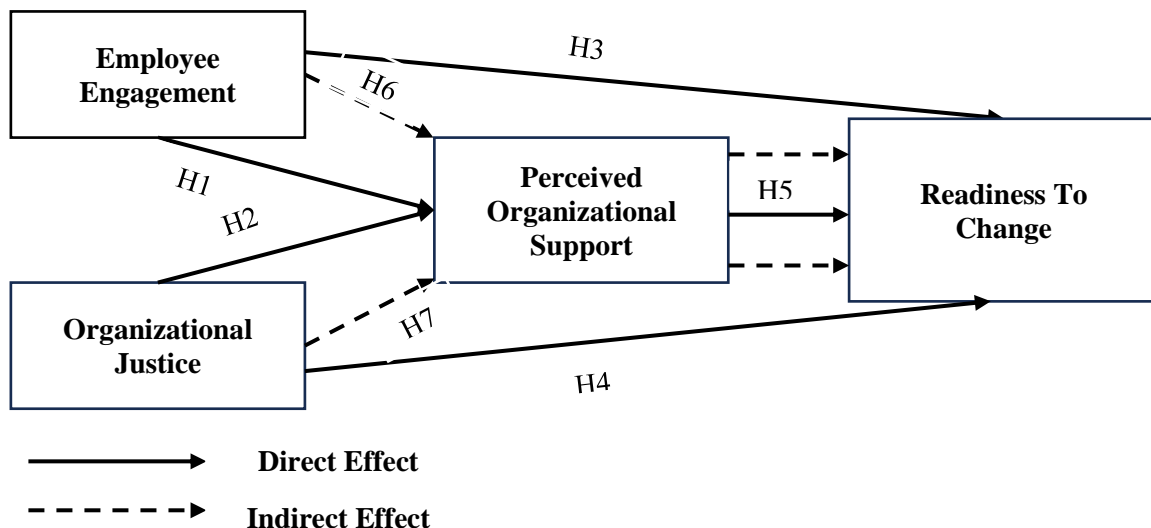 Employee
Engagement
H3
H6
H1
H2
Perceived
Organizational
Support
H5
Readiness To
Change
Organizational
Justice
H7
H4
Direct Effect
Indirect Effect